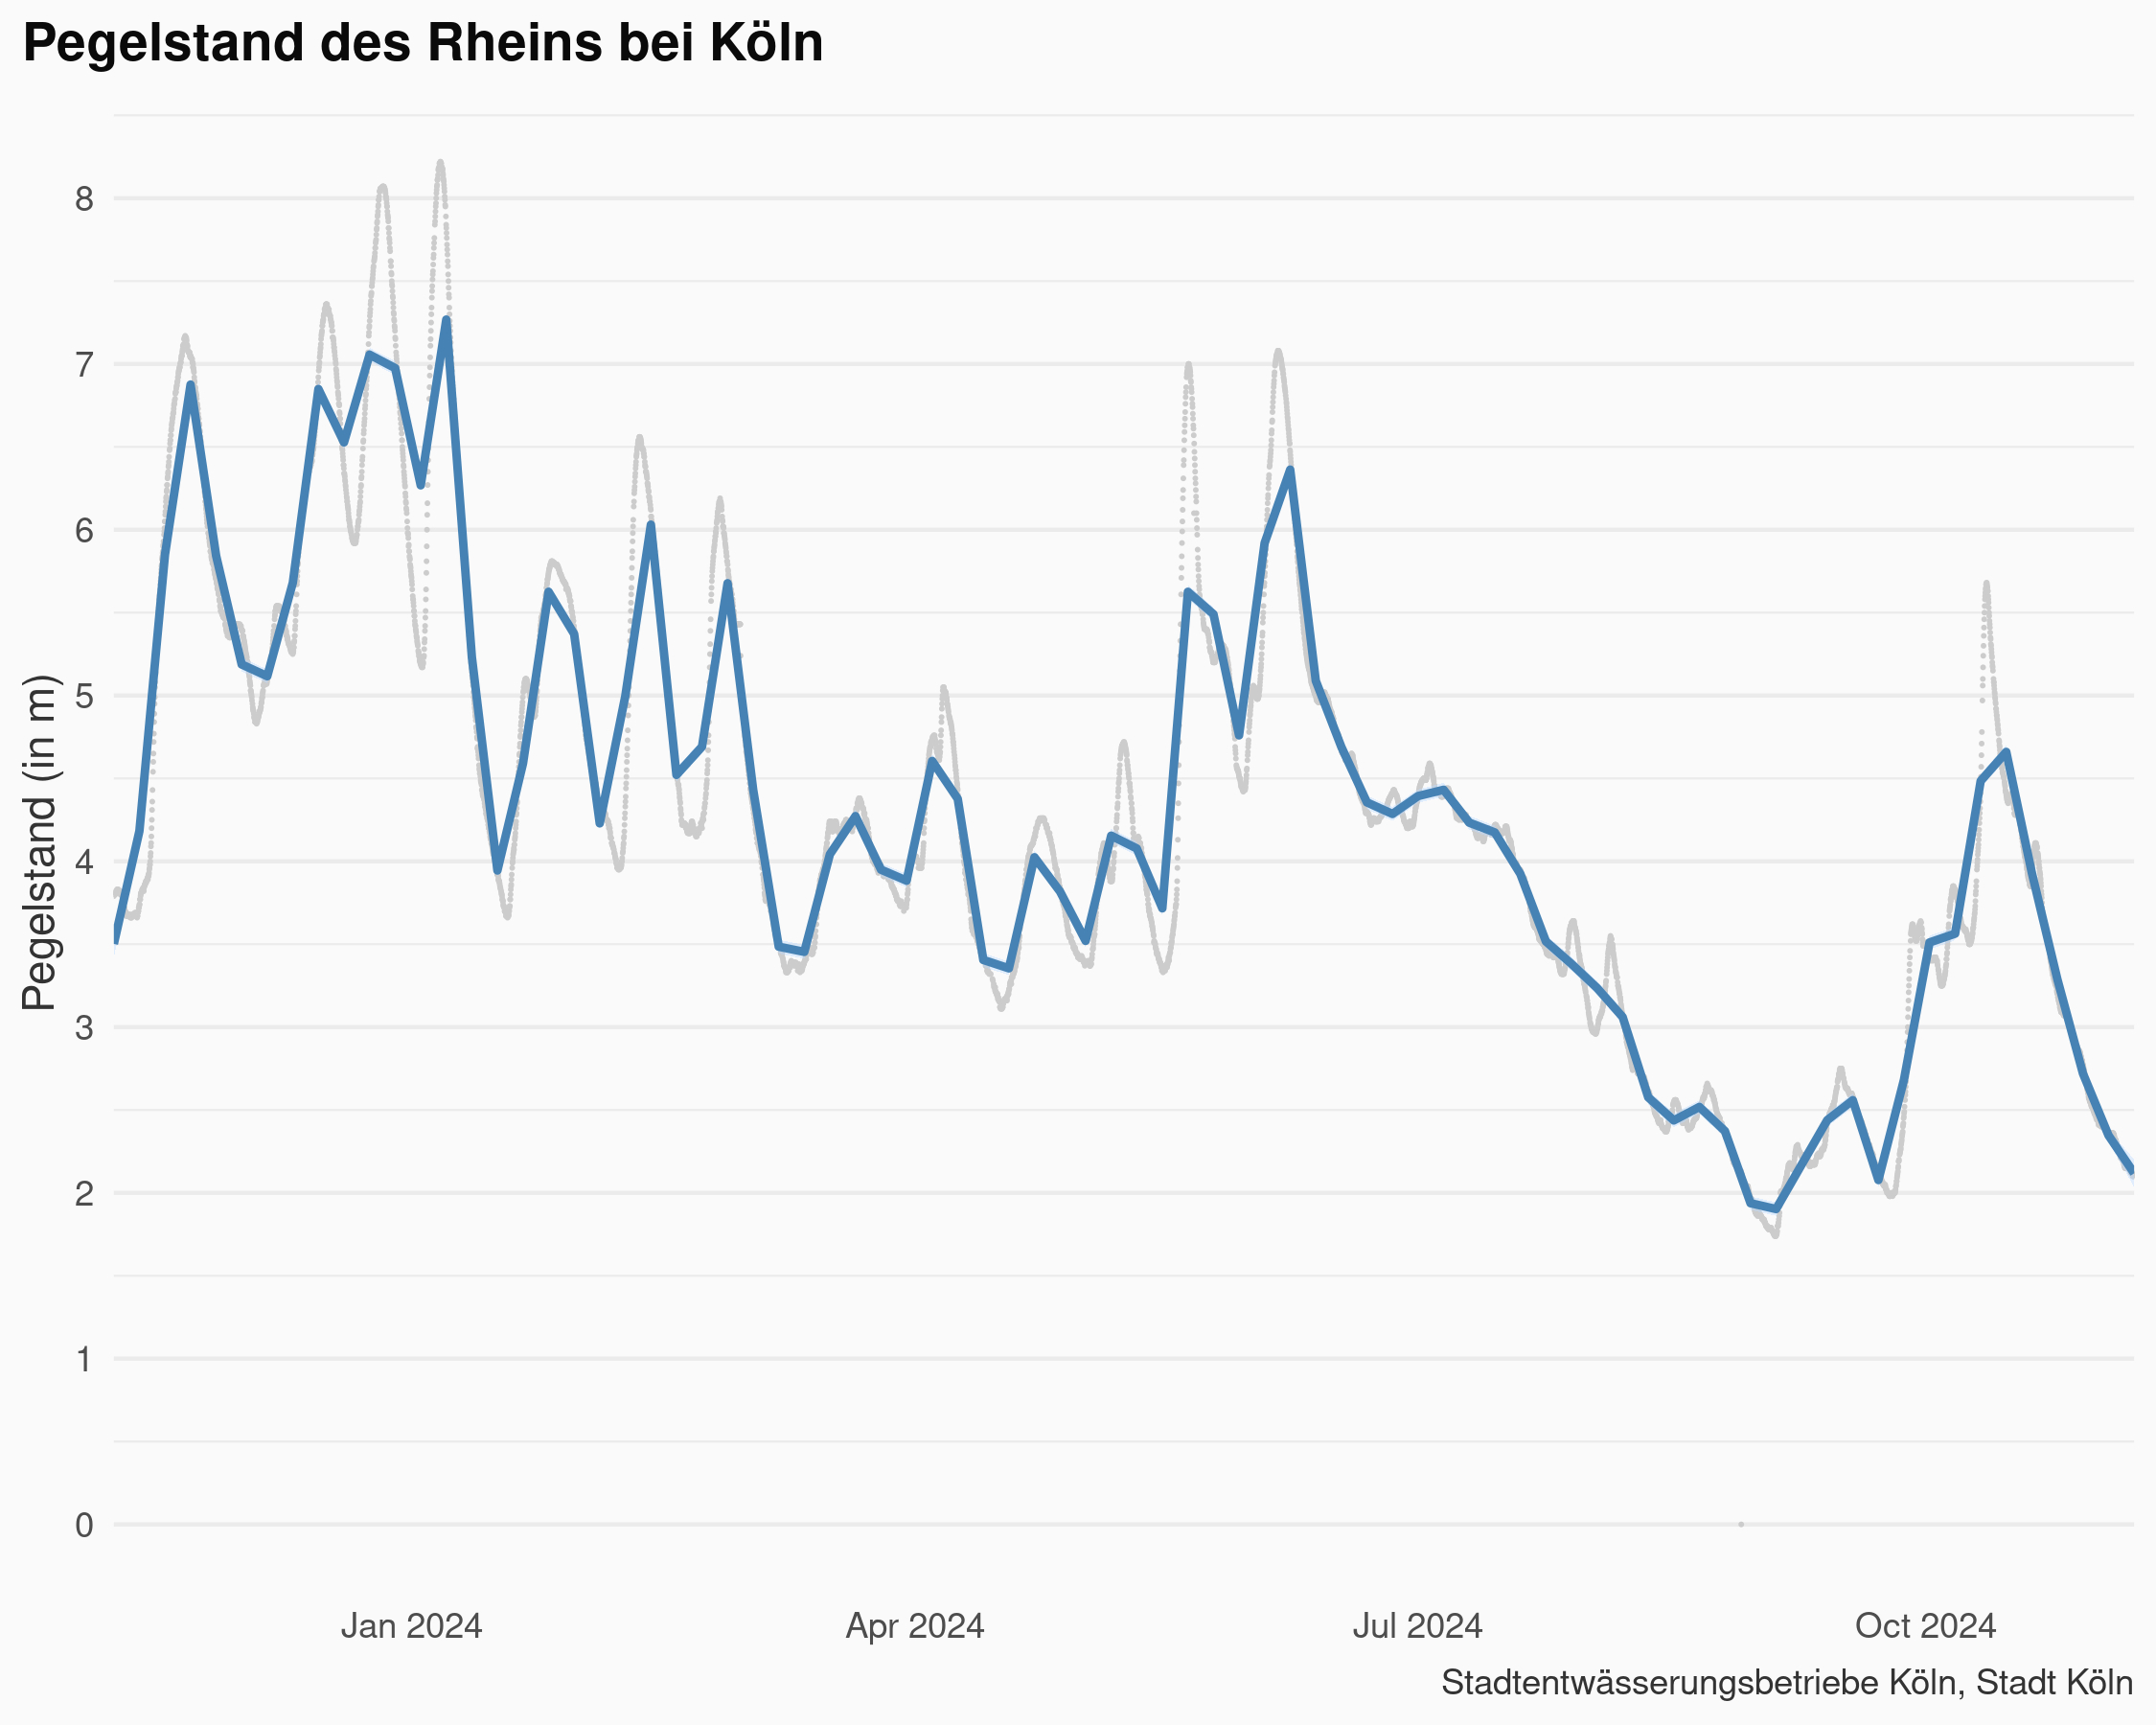 Pegelstand des Rheins bei Köln
Pegelstand (in m)
8
7
6
5
4
3
2
1
0
Jan 2024 Apr 2024 Jul 2024 Oct 2024
Stadtentwässerungsbetriebe Köln, Stadt Köln